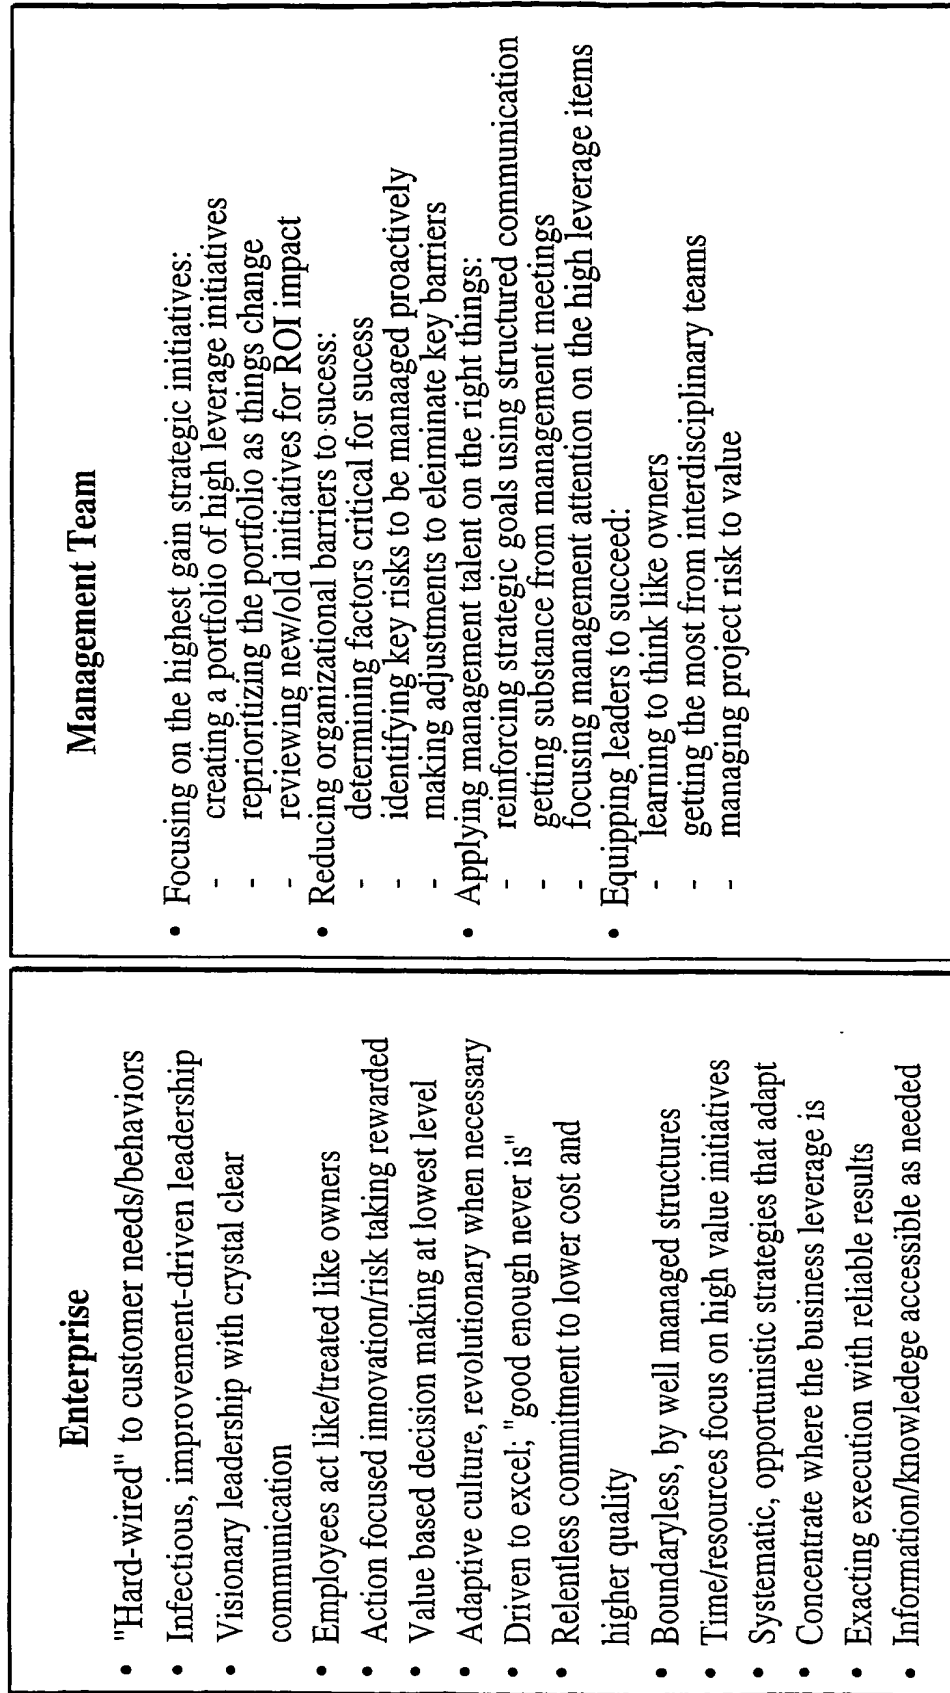 Enterprise
• "Hard-wired" to customer needs/behaviors
• Infectious, improvement-driven leadership
• Visionary leadership with crystal clear
communication
• Employees act like/treated like owners
• Action focused innovation/risk taking rewarded
• Value based decision making at lowest level
• Adaptive culture, revolutionary when necessary
• Driven to excel; "good enough never is"
• Relentless commitment to lower cost and
higher quality
• Boundaryless, by well managed structures
• Time/resources focus on high value initiatives
• Systematic, opportunistic strategies that adapt
• Concentrate where the business leverage is
• Exacting execution with reliable results
• Information/knowledege accessible as needed
Management Team
• Focusing on the highest gain strategic initiatives:
- creating a portfolio of high leverage initiatives
- reprioritizing the portfolio as things change
- reviewing new/old initiatives for ROI impact
• Reducing organizational barriers to sucess:
- determining factors critical for sucess
- identifying key risks to be manaaged proactively
- making adjustments to eleiminate key barriers
• Applying management talent on the right things:
- reinforcing strategic goals using structured communication
- getting substance from management meetings
- focusing management attention on the high leverage items
• Equipping leaders to succeed:
- learning to think like owners
- getting the most from interdisciplinary teams
- managing project risk to value